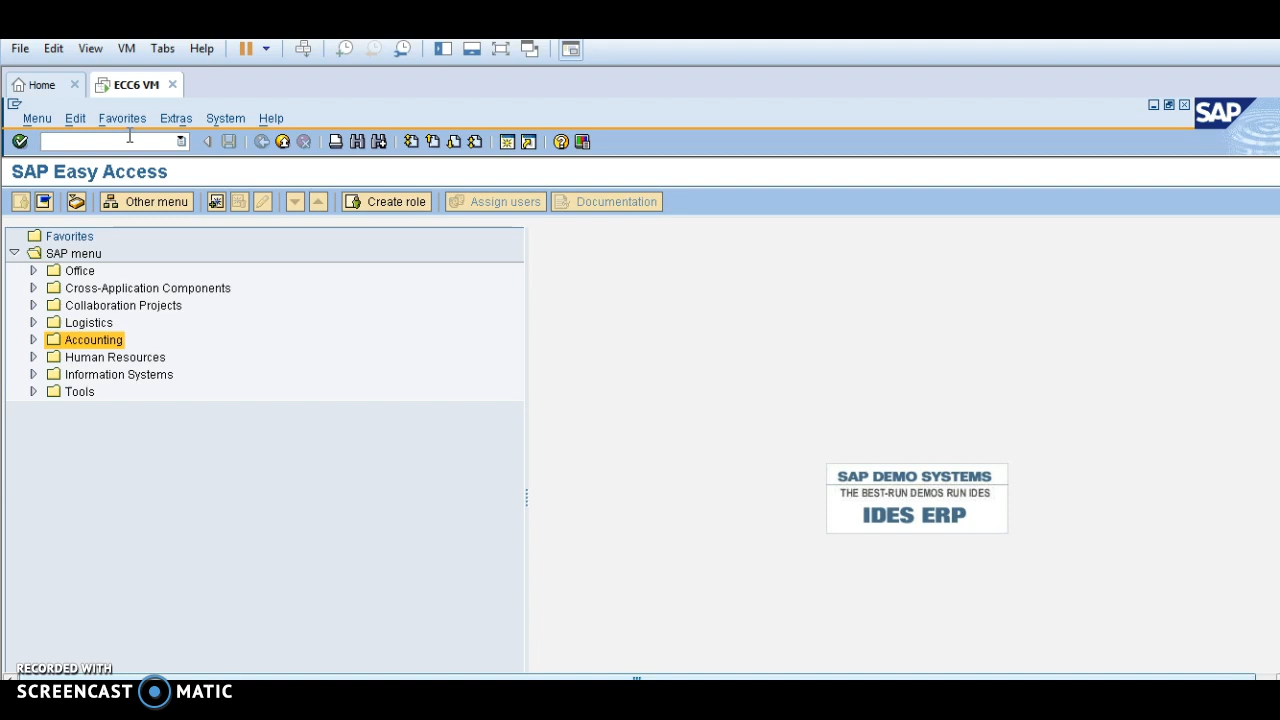 File Edit View VM Tabs Help
Home ECC6 VM
Menu Edit Favorites Extras System Help
SAP
SAP Easy Access
Other menu Create role Assign users Documentation
Favorites
SAP menu
Office
Cross-Application Components
Collaboration Projects
Logistics
Accounting
Human Resources
Information Systems
Tools
SAP DEMO SYSTEMS
THE BEST-RUN DEMOS RUN IDES
IDES ERP
RECORDED WITH
SCREENCAST MATIC